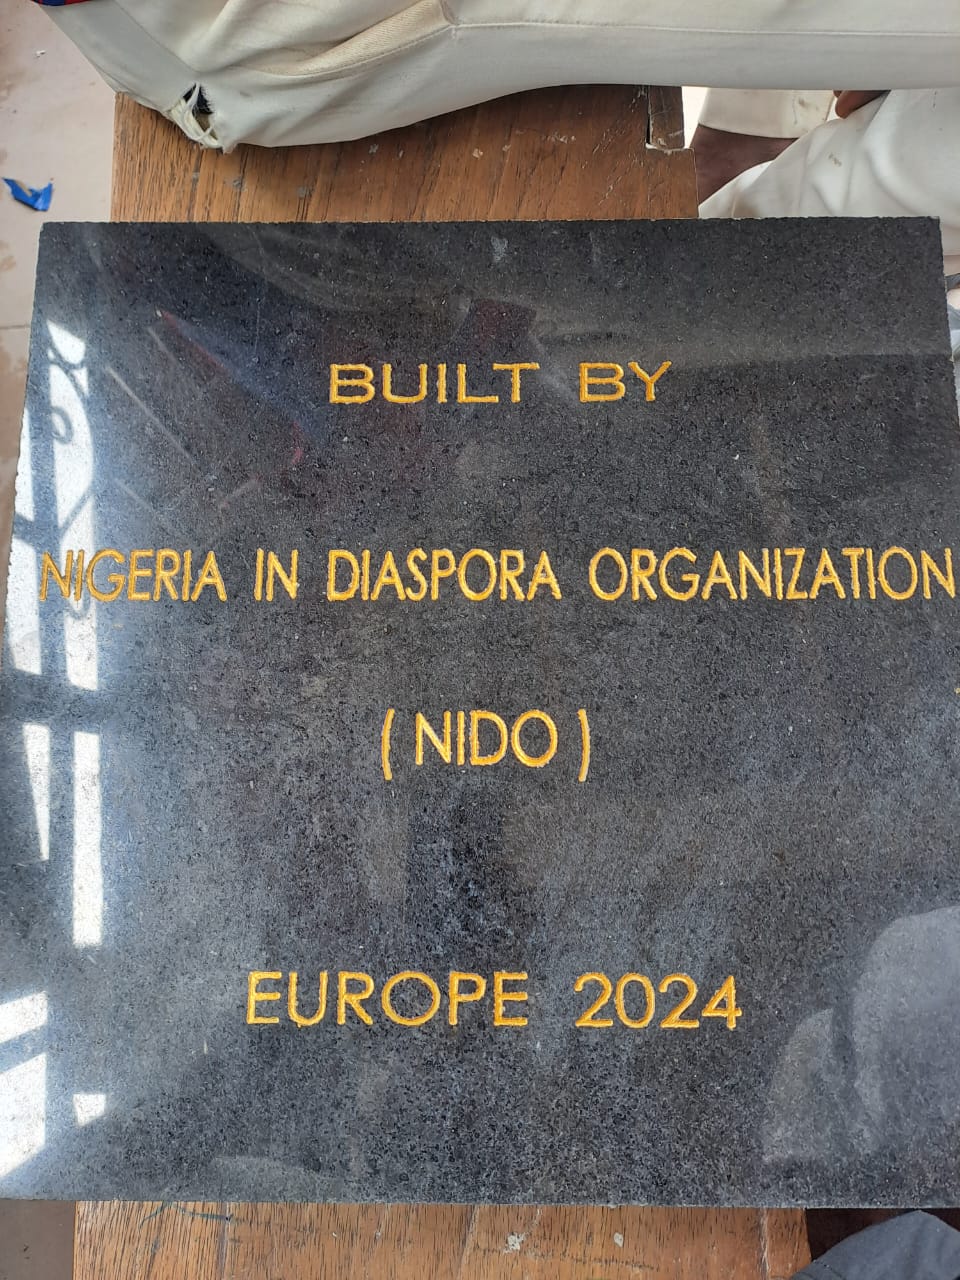 BUILT BY
NIGERIA IN DIASPORA ORGANIZATION
( NIDO )
EUROPE 2024